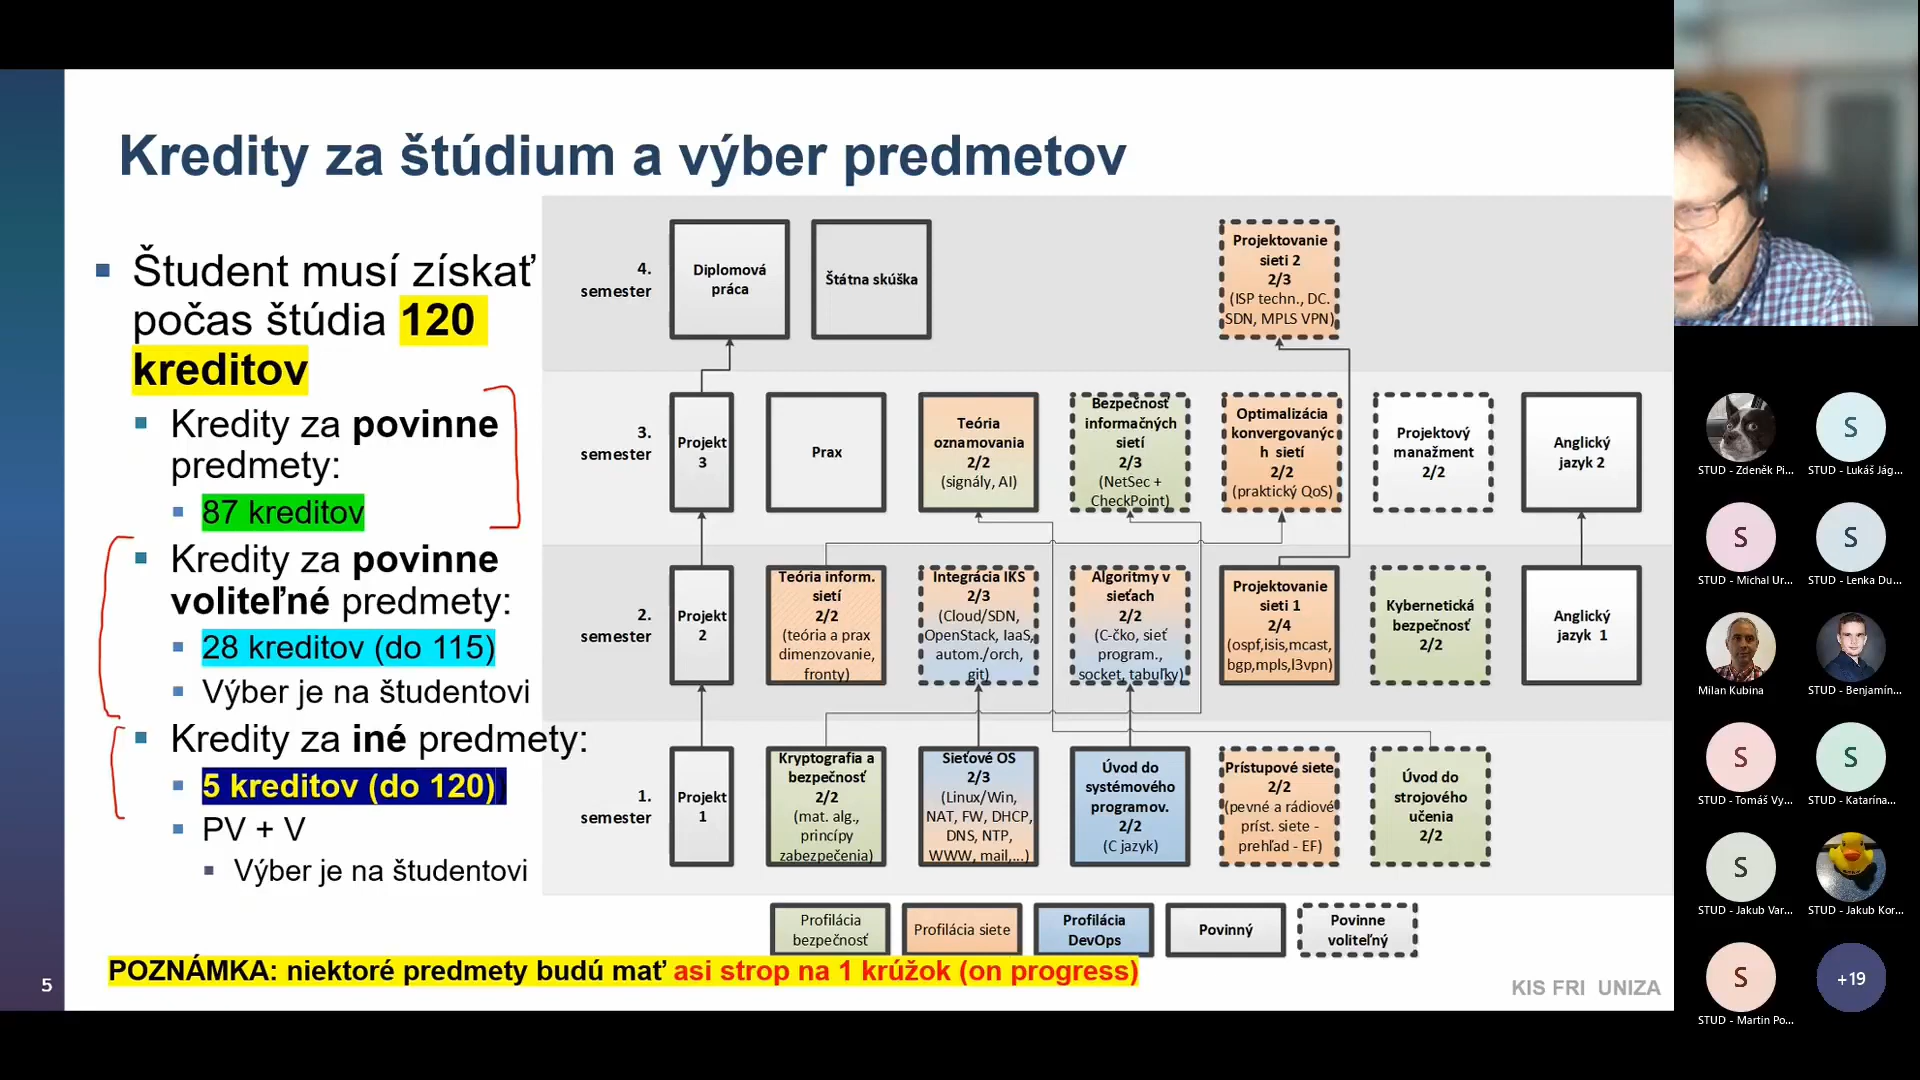 Kredity za štúdium a výber predmetov
Študent musí získať
počas štúdia 120
kreditov
Kredity za povinne
predmety:
87 kreditov
Kredity za povinne
voliteľné predmety:
28 kreditov (do 115)
Výber je na študentovi
Kredity za iné predmety:
5 kreditov (do 120)
PV + V
Výber je na študentovi
4.
semester
Diplomová
práca
Štátna skúška
Projektovanie
sieti 2
2/3
(ISP techn., DC.
SDN, MPLS VPN)
3.
semester
Projekt
3
Prax
Teória
oznamovania
2/2
(signály, AI)
Bezpečnosť
informačných
sietí
2/3
(NetSec +
CheckPoint)
Optimalizácia
konvergovanýc
h sietí
2/2
(praktický QoS)
Projektový
manažment
2/2
Anglický
jazyk 2
2.
semester
Projekt
2
Teória inform.
sietí
2/2
(teória a prax
dimenzovanie,
fronty)
Integrácia IKS
2/3
(Cloud/SDN,
OpenStack, IaaS,
autom./orch,
git)
Algoritmy v
sieťach
2/2
(C-čko, sieť
program.,
socket, tabuľky)
Projektovanie
sieti 1
2/4
(ospf,isis,mcast,
bgp,mpls,l3vpn)
Kybernetická
bezpečnosť
2/2
Anglický
jazyk 1
1.
semester
Projekt
1
Kryptografia a
bezpečnosť
2/2
(mat. alg.,
princípy
zabezpečenia)
Sieťové OS
2/3
(Linux/Win,
NAT, FW, DHCP,
DNS, NTP,
WWW, mail,...)
Úvod do
systémového
programov.
2/2
(C jazyk)
Prístupové siete
2/2
(pevné a rádiové
príst. siete -
prehľad - EF)
Úvod do
strojového
učenia
2/2
Profilácia
bezpečnosť
Profilácia siete
Profilácia
DevOps
Povinný
Povinne
voliteľný
POZNÁMKA: niektoré predmety budú mať asi strop na 1 krúžok (on progress)
5
KIS FRI UNIZA
STUD - Zdeněk Pi...
S
STUD - Lukáš Jág...
S
STUD - Michal Ur...
S
STUD - Lenka Du...
Milan Kubina
STUD - Benjamín...
S
STUD - Tomáš Vy...
S
STUD - Katarína...
S
STUD - Jakub Var...
STUD - Jakub Kor...
S
STUD - Martin Po...
+19